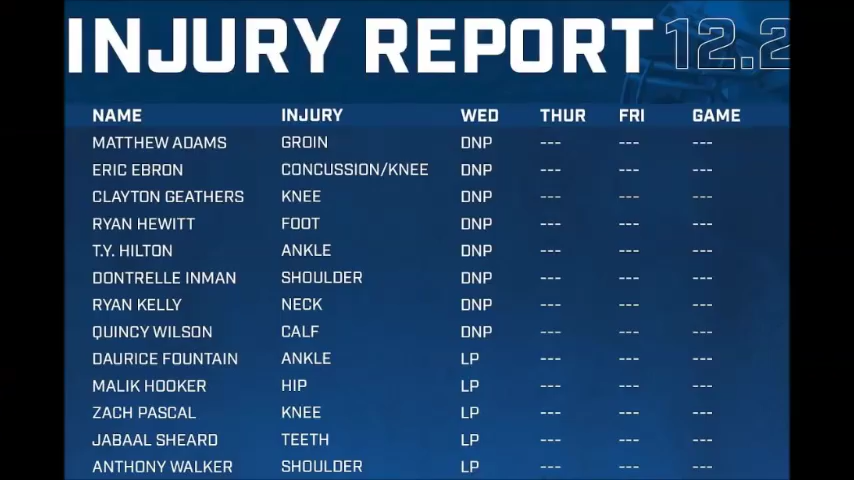 INJURY REPORT 12.2
NAME INJURY WED THUR FRI GAME
MATTHEW ADAMS GROIN DNP --- --- ---
ERIC EBRON CONCUSSION/KNEE DNP --- --- ---
CLAYTON GEATHERS KNEE DNP --- --- ---
RYAN HEWITT FOOT DNP --- --- ---
T.Y. HILTON ANKLE DNP --- --- ---
DONTRELLE INMAN SHOULDER DNP --- --- ---
RYAN KELLY NECK DNP --- --- ---
QUINCY WILSON CALF DNP --- --- ---
DAURICE FOUNTAIN ANKLE LP --- --- ---
MALIK HOOKER HIP LP --- --- ---
ZACH PASCAL KNEE LP --- --- ---
JABAAL SHEARD TEETH LP --- --- ---
ANTHONY WALKER SHOULDER LP --- --- ---